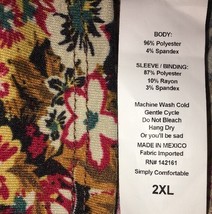 BODY:
96% Polyester
4% Spandex
SLEEVE / BINDING:
87% Polyester
10% Rayon
3% Spandex
Machine Wash Cold
Gentle Cycle
Do Not Bleach
Hang Dry
Or you'll be sad
MADE IN MEXICO
Fabric Imported
RN# 142161
Simply Comfortable
2XL